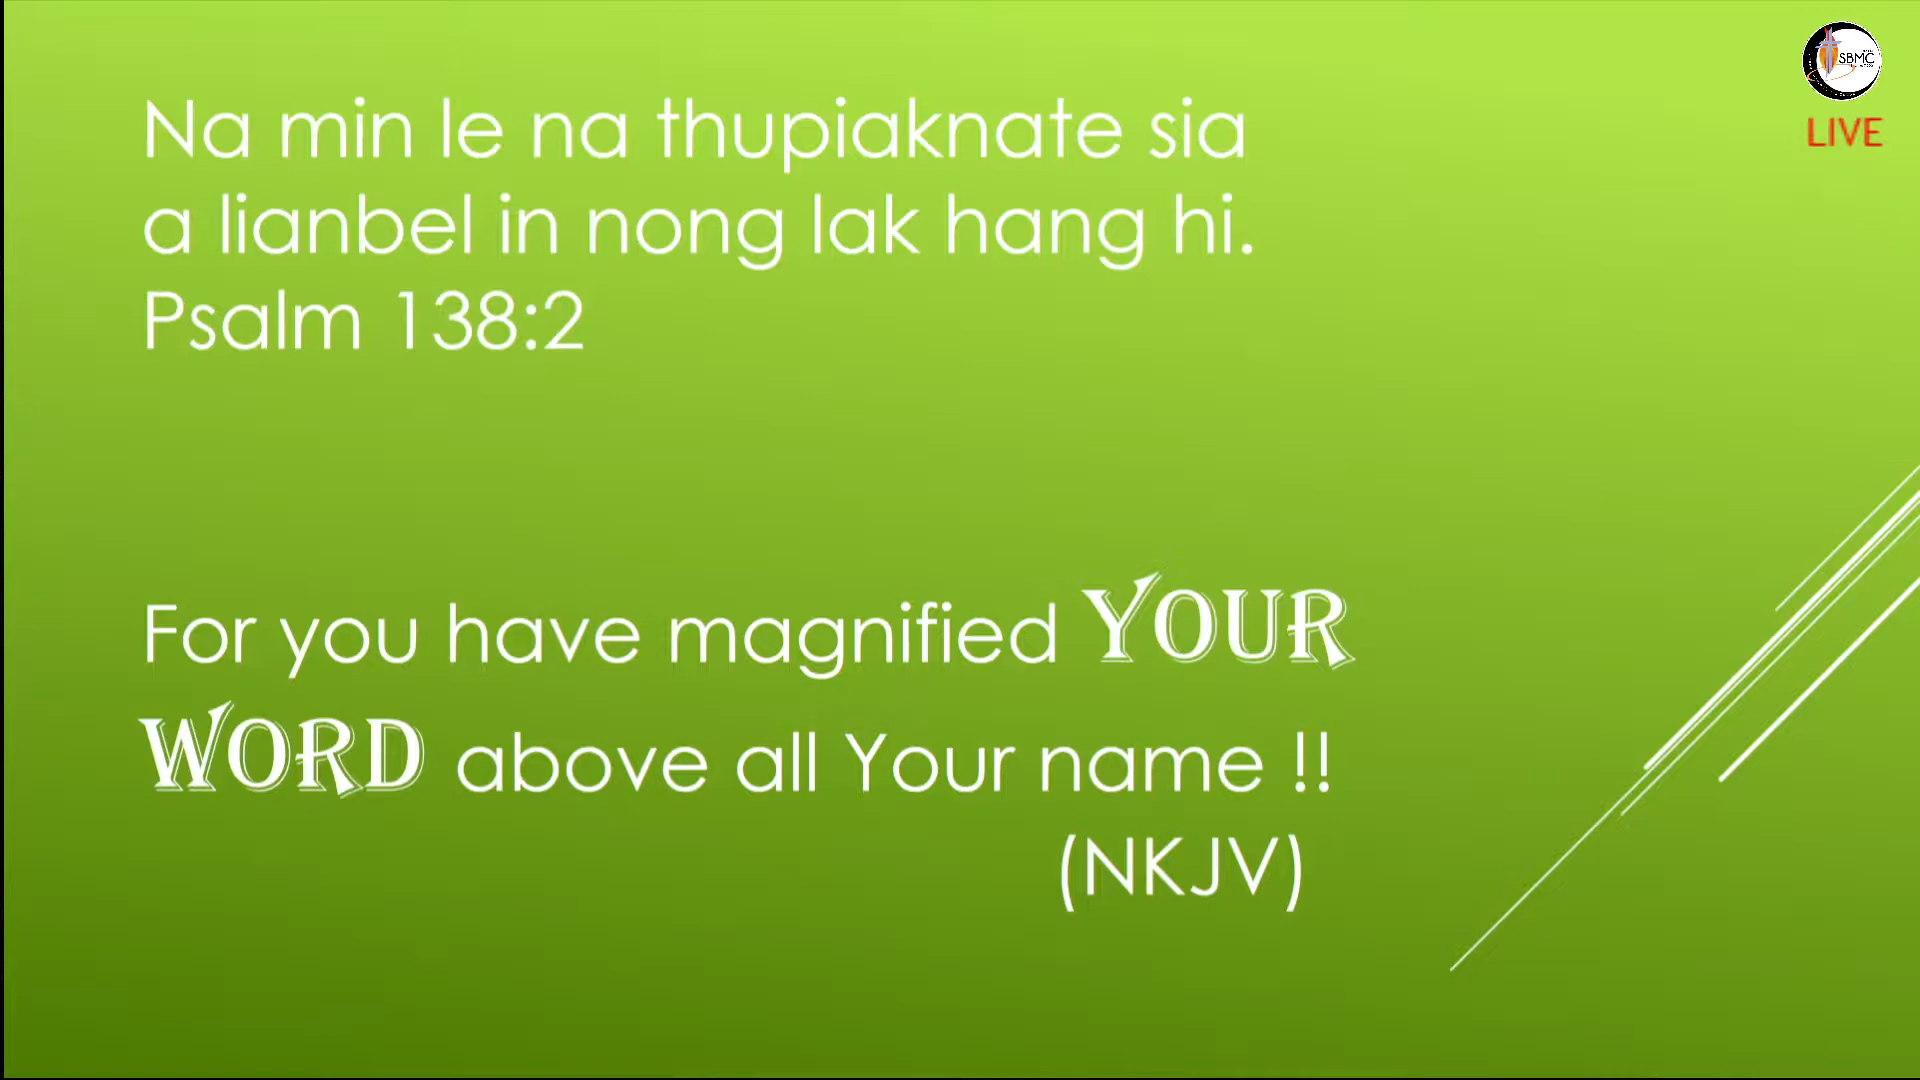 SBMC
LIVE
Na min le na thupiaknate sia
a lianbel in nong lak hang hi.
Psalm 138:2
For you have magnified YOUR
WORD above all Your name !!
(NKJV)